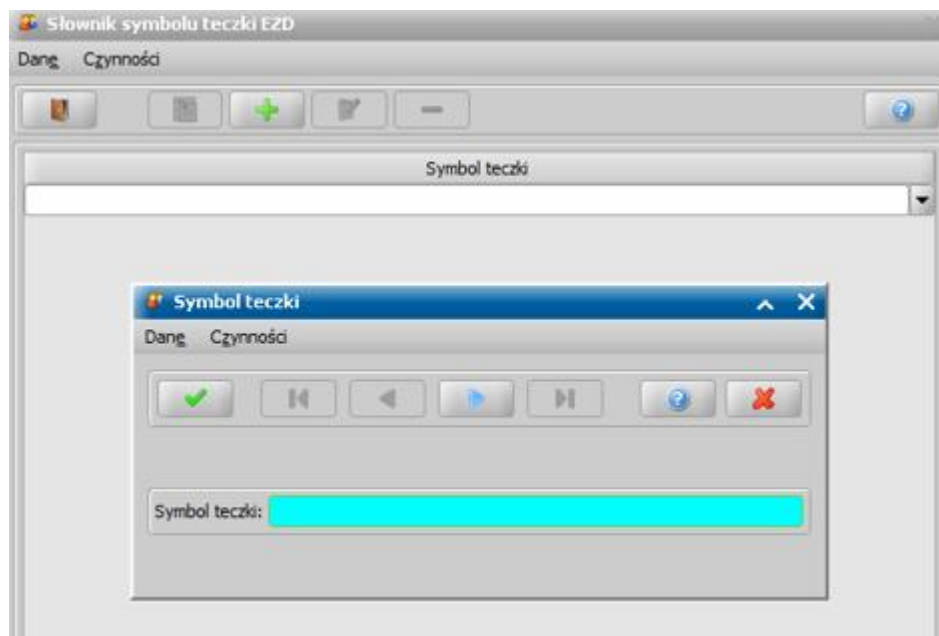 Słownik symbolu teczki EZD
Dane Czynności
Symbol teczki
Symbol teczki
Dane Czynności
Symbol teczki: